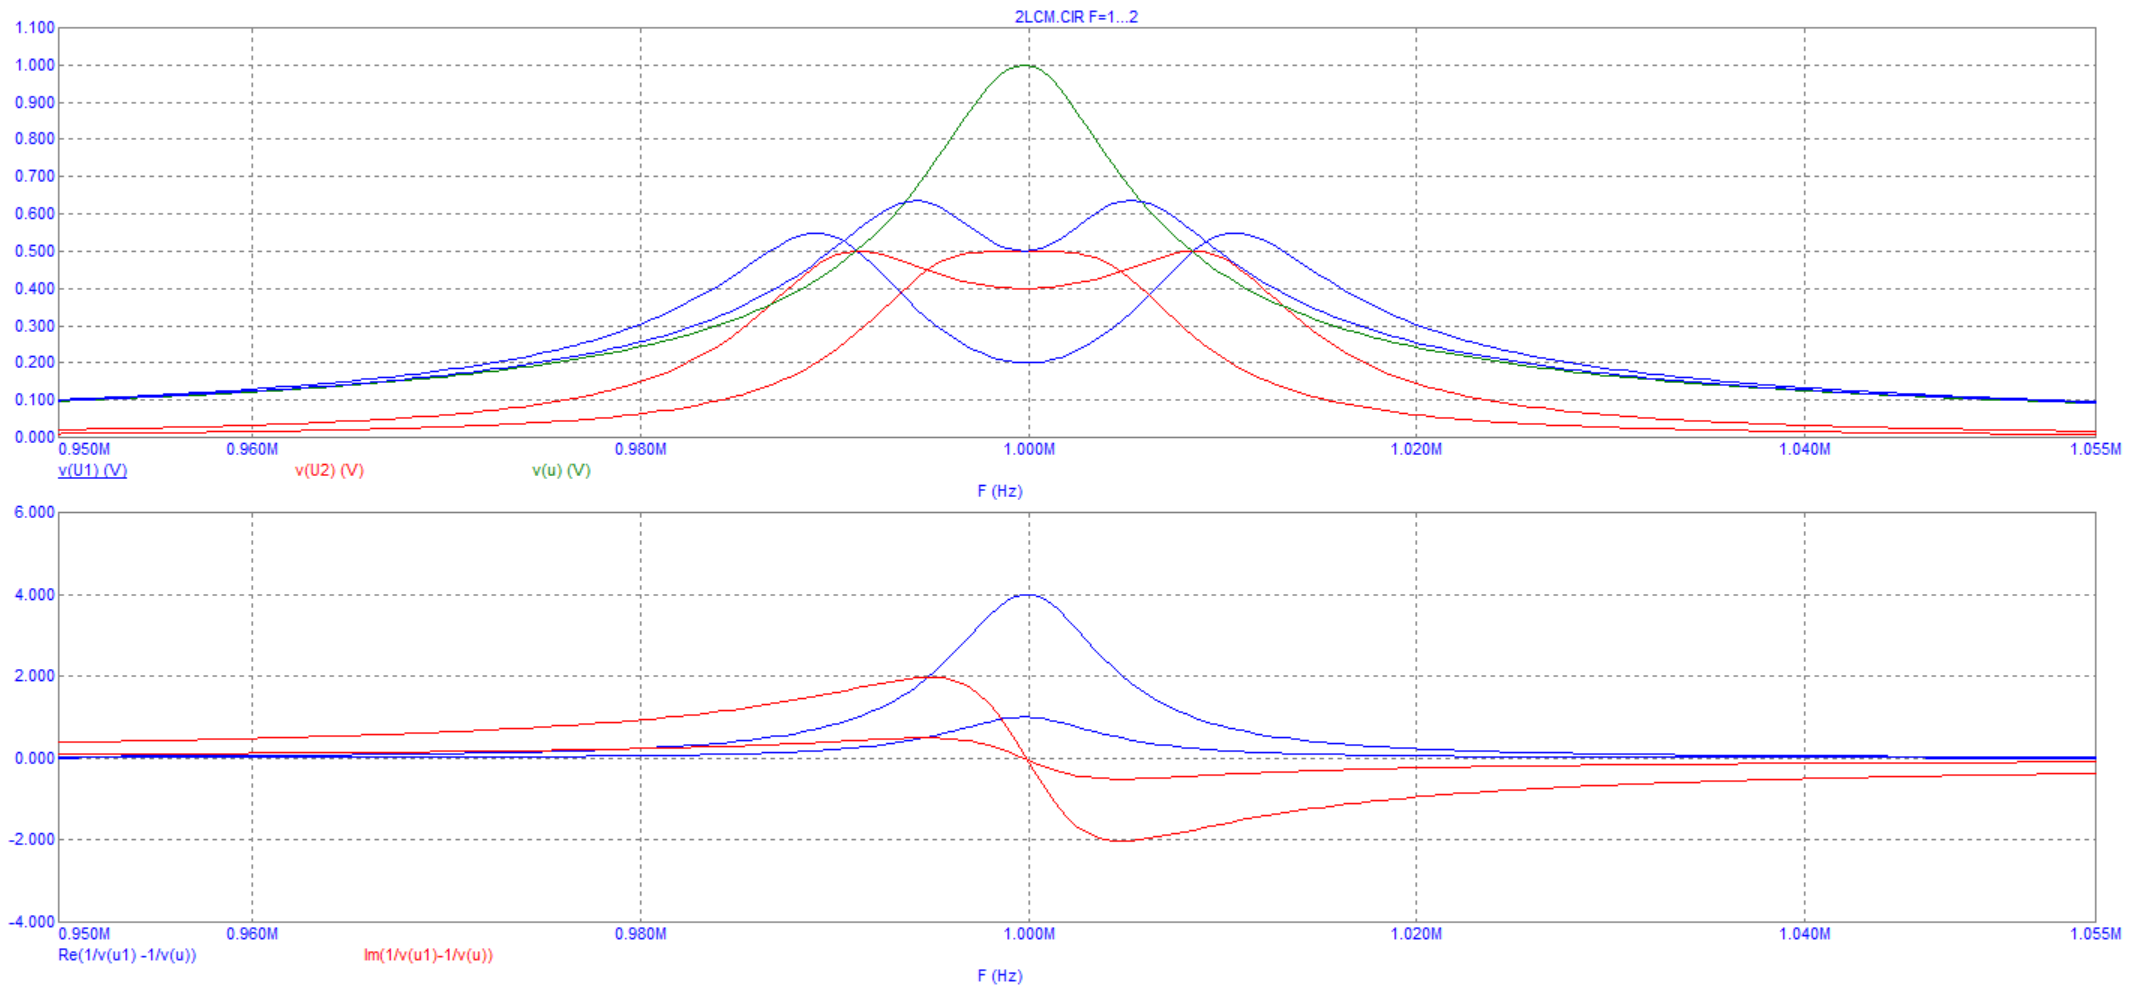 2LCM.CIR F=1...2
1.100
1.000
0.900
0.800
0.700
0.600
0.500
0.400
0.300
0.200
0.100
0.000
0.950M 0.960M 0.980M 1.000M 1.020M 1.040M 1.055M
v(U1) (V) v(U2) (V) v(u) (V)
F (Hz)
6.000
4.000
2.000
0.000
-2.000
-4.000
0.950M 0.960M 0.980M 1.000M 1.020M 1.040M 1.055M
Re(1/v(u1) -1/v(u)) Im(1/v(u1)-1/v(u))
F (Hz)